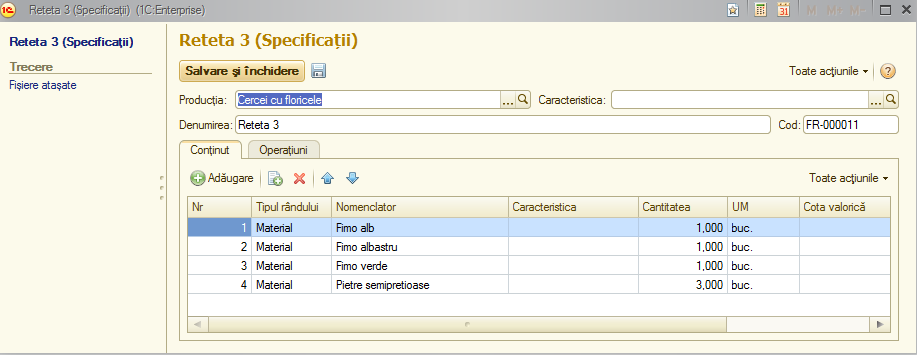 Reteta 3 (Specificații) (1C:Enterprise)
M M+ M-
Reteta 3 (Specificații)
Trecere
Fișiere atașate
Reteta 3 (Specificații)
Salvare şi închidere
Toate acțiunile
Producția: Cercei cu floricele ... Caracteristica: ...
Denumirea: Reteta 3 Cod: FR-000011
Conținut Operațiuni
Adăugare Toate acțiunile
Nr Tipul rândului Nomenclator Caracteristica Cantitatea UM Cota valorică
1 Material Fimo alb 1,000 buc.
2 Material Fimo albastru 1,000 buc.
3 Material Fimo verde 1,000 buc.
4 Material Pietre semipretioase 3,000 buc.